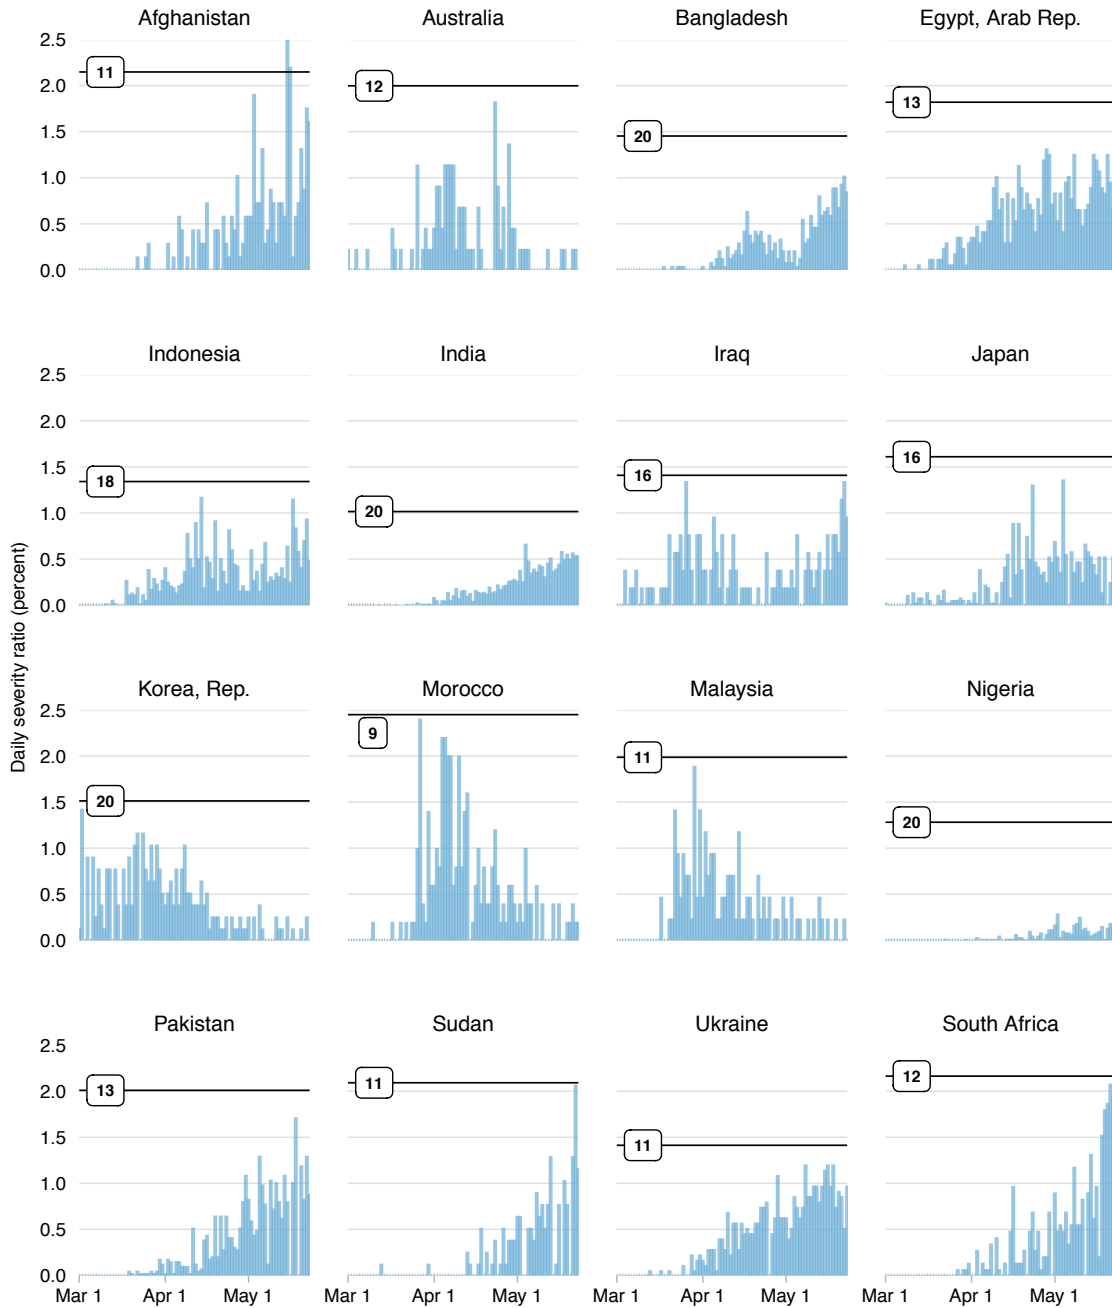 Afghanistan
Australia
Bangladesh
Egypt, Arab Rep.
2.5
2.0
1.5
1.0
0.5
0.0
11
12
20
13
Indonesia
India
Iraq
Japan
2.5
2.0
1.5
1.0
0.5
0.0
18
20
16
16
Daily severity ratio (percent)
Korea, Rep.
Morocco
Malaysia
Nigeria
2.5
2.0
1.5
1.0
0.5
0.0
20
9
11
20
Pakistan
Sudan
Ukraine
South Africa
2.5
2.0
1.5
1.0
0.5
0.0
13
11
11
12
Mar 1 Apr 1 May 1
Mar 1 Apr 1 May 1
Mar 1 Apr 1 May 1
Mar 1 Apr 1 May 1